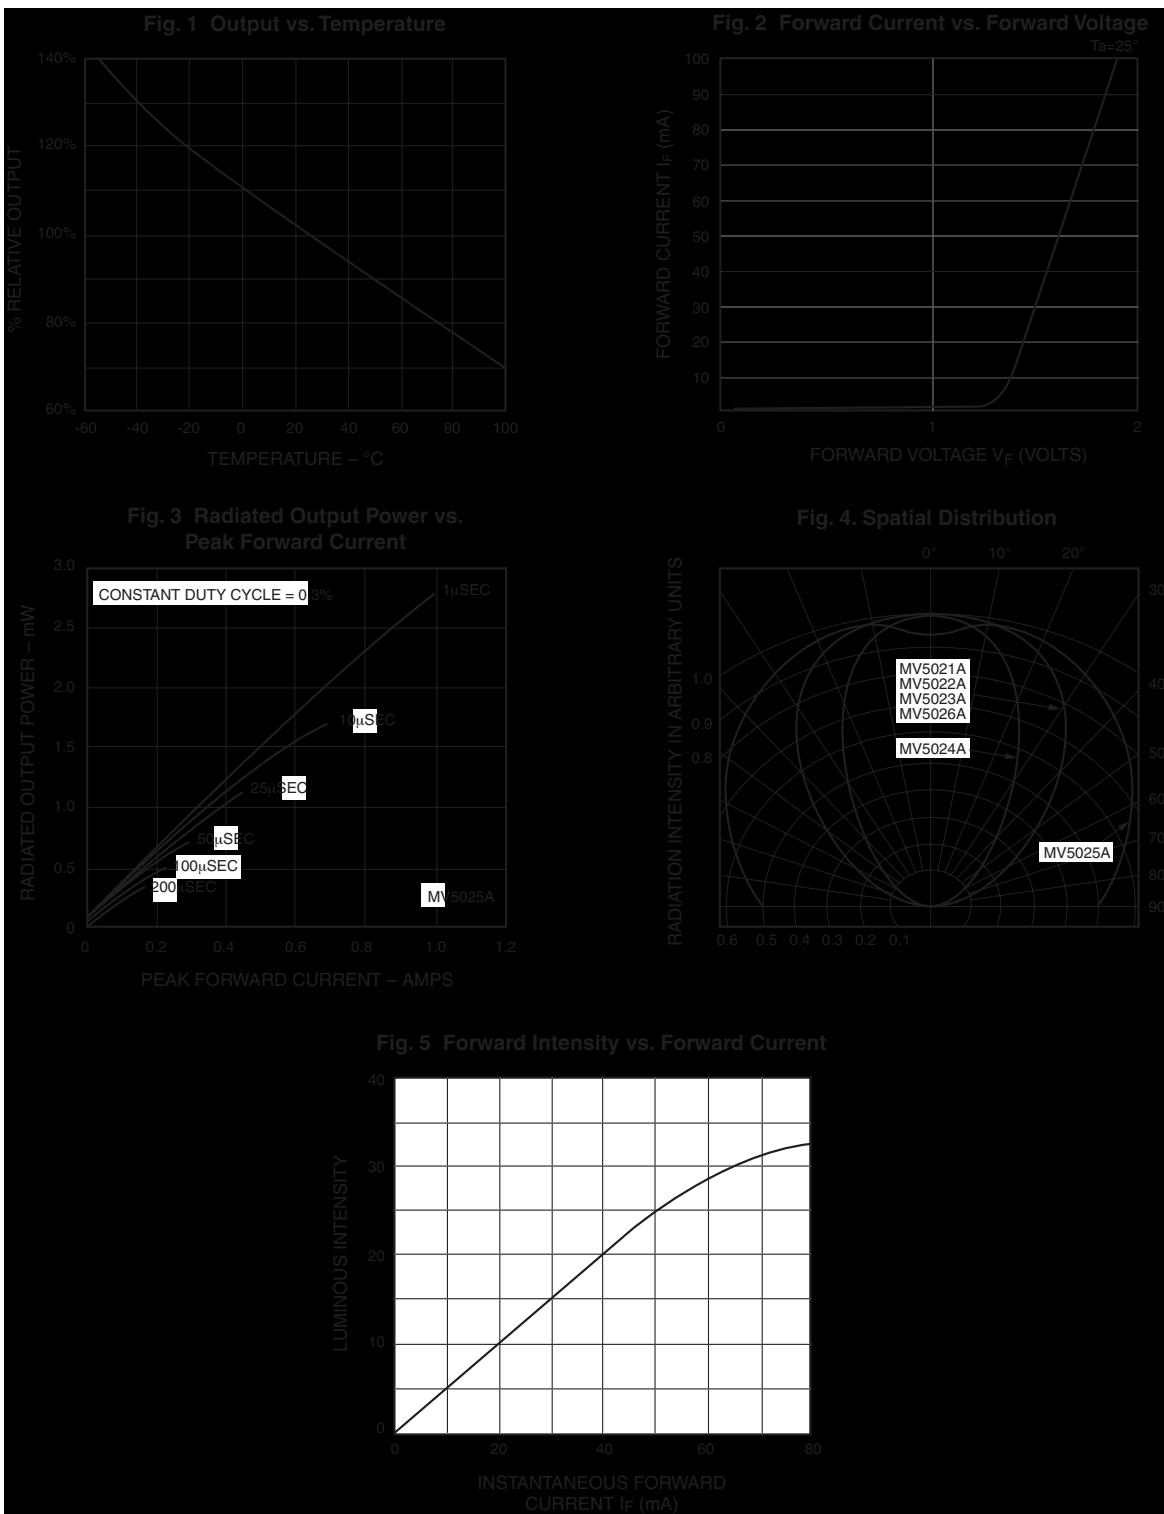 Fig. 1  Output vs. Temperature
140%
120%
100%
80%
60%
% RELATIVE OUTPUT
-60 -40 -20 0 20 40 60 80 100
TEMPERATURE – °C
Fig. 2  Forward Current vs. Forward Voltage
Ta=25°
100
90
80
70
60
50
40
30
20
10
FORWARD CURRENT IF (mA)
0 1 2
FORWARD VOLTAGE VF (VOLTS)
Fig. 3  Radiated Output Power vs.
Peak Forward Current
3.0
2.5
2.0
1.5
1.0
0.5
0
RADIATED OUTPUT POWER – mW
CONSTANT DUTY CYCLE = 0.3%
1μSEC
10μSEC
25μSEC
50μSEC
100μSEC
200μSEC
MV5025A
0 0.2 0.4 0.6 0.8 1.0 1.2
PEAK FORWARD CURRENT – AMPS
Fig. 4. Spatial Distribution
0° 10° 20°
30
40
50
60
70
80
90
RADIATION INTENSITY IN ARBITRARY UNITS
1.0
0.9
0.8
MV5021A
MV5022A
MV5023A
MV5026A
MV5024A
MV5025A
0.6 0.5 0.4 0.3 0.2 0.1
Fig. 5  Forward Intensity vs. Forward Current
40
30
20
10
0
LUMINOUS INTENSITY
0 20 40 60 80
INSTANTANEOUS FORWARD
CURRENT IF (mA)